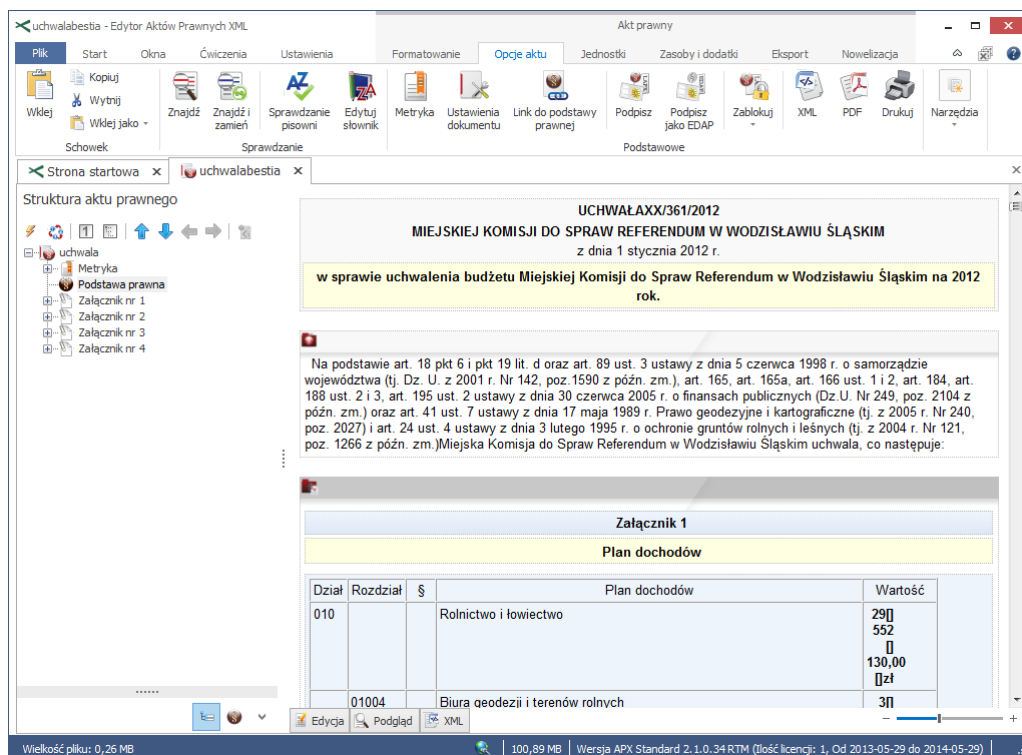 uchwalabestia - Edytor Aktów Prawnych XML
Akt prawny
Plik Start Okna Ćwiczenia Ustawienia Formatowanie Opcje aktu Jednostki Zasoby i dodatki Eksport Nowelizacja
Wklej
Kopiuj
Wytnij
Wklej jako
Znajdź
Znajdź i
zamień
Sprawdzanie
pisowni
Edytuj
słownik
Metryka
Ustawienia
dokumentu
Link do podstawy
prawnej
Podpisz
Podpisz
jako EDAP
Zablokuj
XML
PDF
Drukuj
Narzędzia
Schowek
Sprawdzanie
Podstawowe
Strona startowa
uchwalabestia
Struktura aktu prawnego
uchwala
Metryka
Podstawa prawna
Załącznik nr 1
Załącznik nr 2
Załącznik nr 3
Załącznik nr 4
UCHWAŁAXX/361/2012
MIEJSKIEJ KOMISJI DO SPRAW REFERENDUM W WODZISŁAWIU ŚLĄSKIM
z dnia 1 stycznia 2012 r.
w sprawie uchwalenia budżetu Miejskiej Komisji do Spraw Referendum w Wodzisławiu Śląskim na 2012
rok.
Na podstawie art. 18 pkt 6 i pkt 19 lit. d oraz art. 89 ust. 3 ustawy z dnia 5 czerwca 1998 r. o samorządzie
województwa (tj. Dz. U. z 2001 r. Nr 142, poz.1590 z późn. zm.), art. 165, art. 165a, art. 166 ust. 1 i 2, art. 184, art.
188 ust. 2 i 3, art. 195 ust. 2 ustawy z dnia 30 czerwca 2005 r. o finansach publicznych (Dz.U. Nr 249, poz. 2104 z
późn. zm.) oraz art. 41 ust. 7 ustawy z dnia 17 maja 1989 r. Prawo geodezyjne i kartograficzne (tj. z 2005 r. Nr 240,
poz. 2027) i art. 24 ust. 4 ustawy z dnia 3 lutego 1995 r. o ochronie gruntów rolnych i leśnych (tj. z 2004 r. Nr 121,
poz. 1266 z późn. zm.)Miejska Komisja do Spraw Referendum w Wodzisławiu Śląskim uchwala, co następuje:
Załącznik 1
Plan dochodów
Dział Rozdział § Plan dochodów Wartość
010 Rolnictwo i łowiectwo 29[]
552
[]
130,00
[]zł
01004 Biura geodezji i terenów rolnych 3[]
Edycja Podgląd XML
Wielkość pliku: 0,26 MB
100,89 MB
Wersja APX Standard 2.1.0.34 RTM (Ilość licencji: 1, Od 2013-05-29 do 2014-05-29)